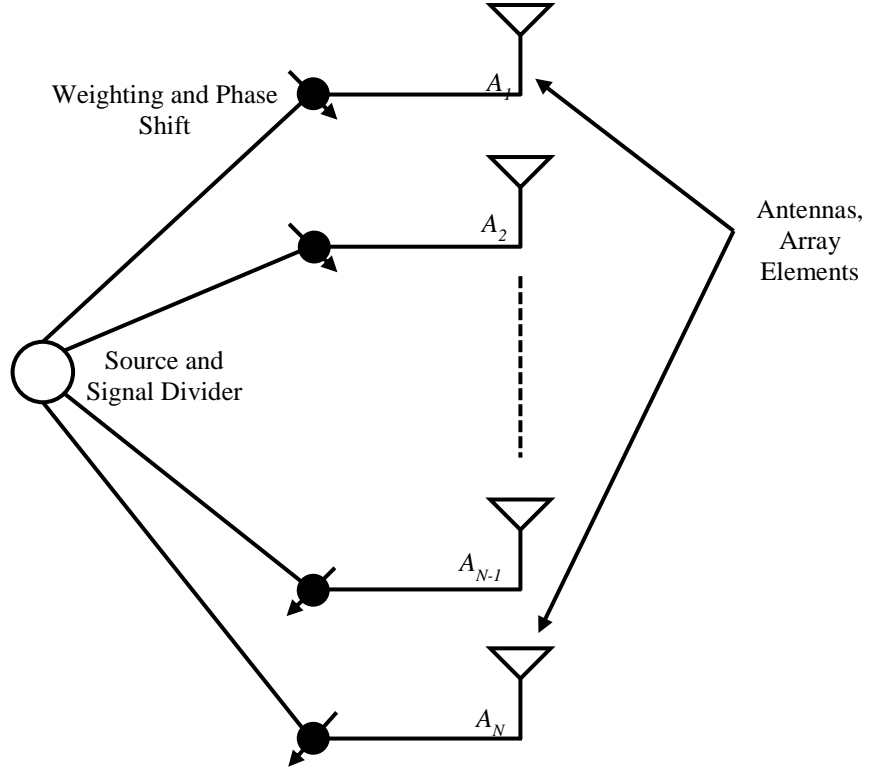 A1
Weighting and Phase
Shift
A2
Antennas,
Array
Elements
Source and
Signal Divider
AN-1
AN